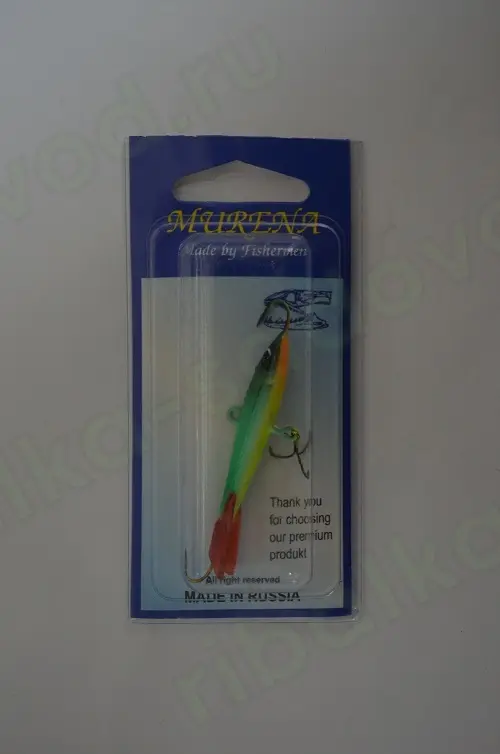 MURENA
Made by Fishermen
Thank you
for choosing
our premium
produkt
All right reserved
MADE IN RUSSIA